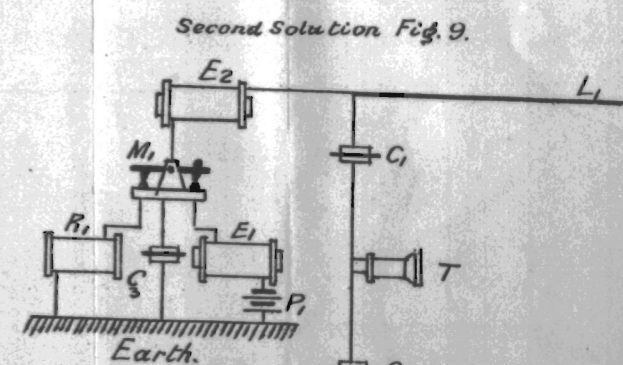 Second Solution Fig. 9.
E2
L1
M1
C1
R1
E1
C3
T
P1
Earth.